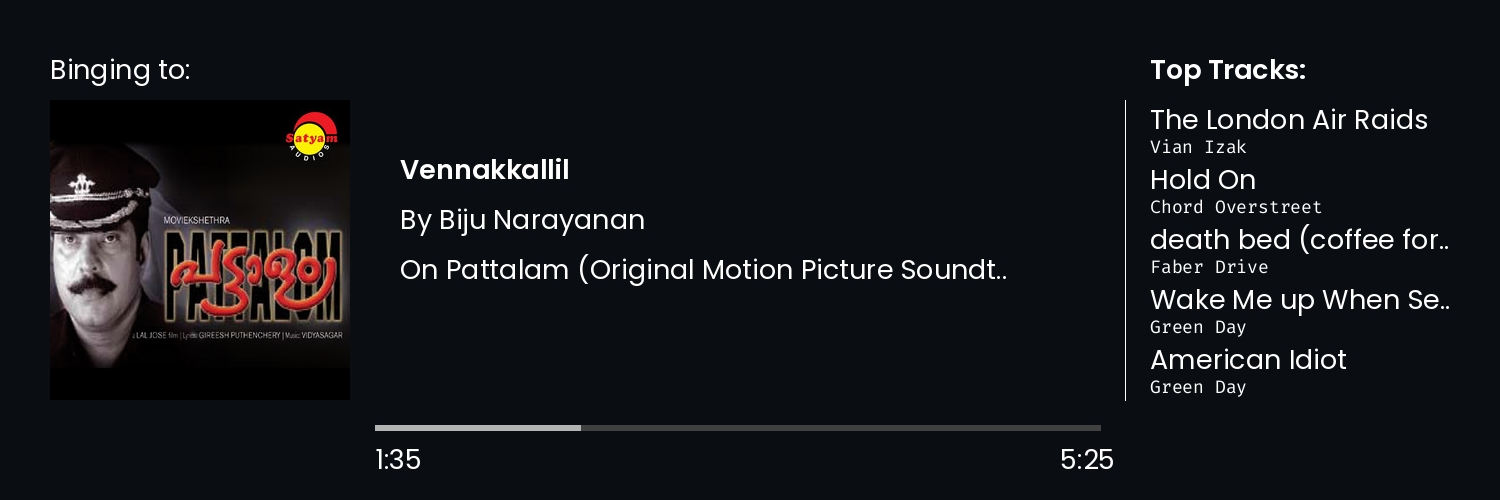 Binging to:
Satyam
AUDIOS
MOVIEKSHETHRA
PATTALAM
പട്ടാളം
LAL JOSE film | Lyrics: GIREESH PUTHENCHERY | Music: VIDYASAGAR
Vennakkallil
By Biju Narayanan
On Pattalam (Original Motion Picture Soundt..
1:35
5:25
Top Tracks:
The London Air Raids
Vian Izak
Hold On
Chord Overstreet
death bed (coffee for..
Faber Drive
Wake Me up When Se..
Green Day
American Idiot
Green Day